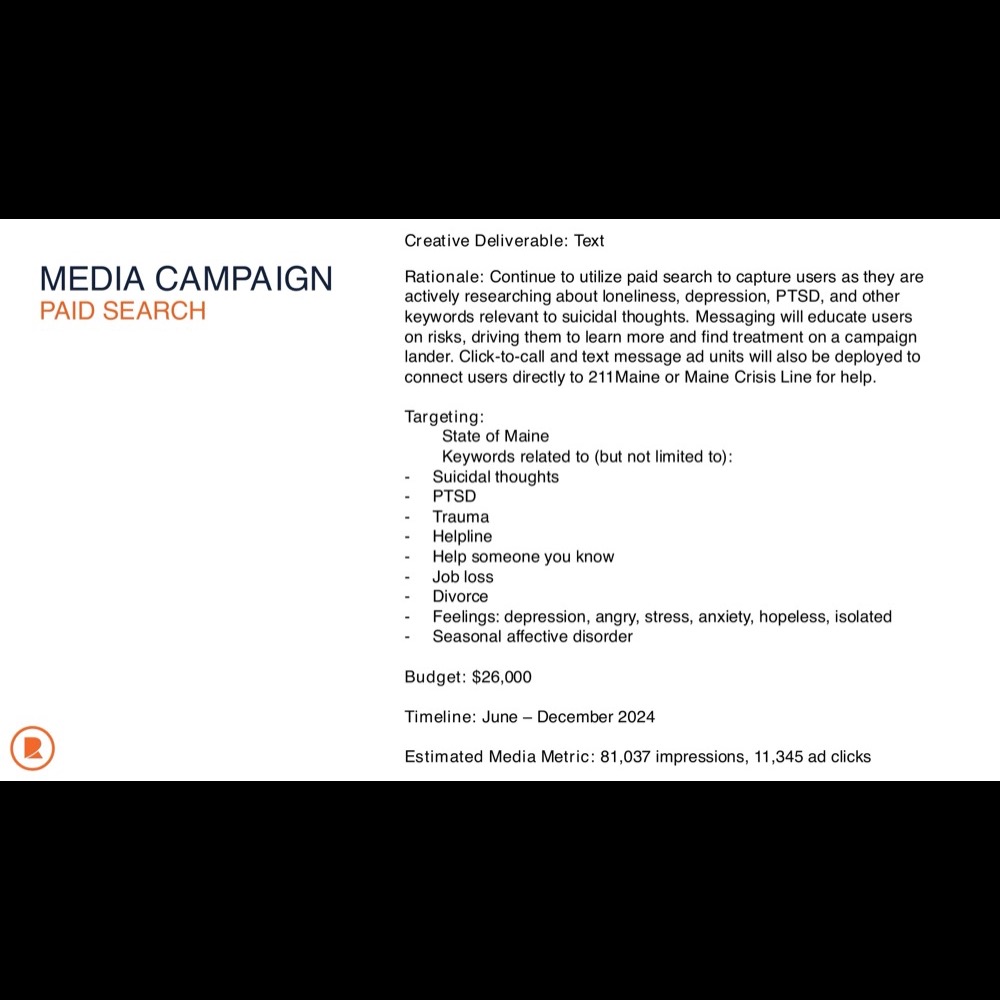 MEDIA CAMPAIGN
PAID SEARCH
Creative Deliverable: Text
Rationale: Continue to utilize paid search to capture users as they are
actively researching about loneliness, depression, PTSD, and other
keywords relevant to suicidal thoughts. Messaging will educate users
on risks, driving them to learn more and find treatment on a campaign
lander. Click-to-call and text message ad units will also be deployed to
connect users directly to 211Maine or Maine Crisis Line for help.
Targeting:
State of Maine
Keywords related to (but not limited to):
- Suicidal thoughts
- PTSD
- Trauma
- Helpline
- Help someone you know
- Job loss
- Divorce
- Feelings: depression, angry, stress, anxiety, hopeless, isolated
- Seasonal affective disorder
Budget: $26,000
Timeline: June – December 2024
Estimated Media Metric: 81,037 impressions, 11,345 ad clicks